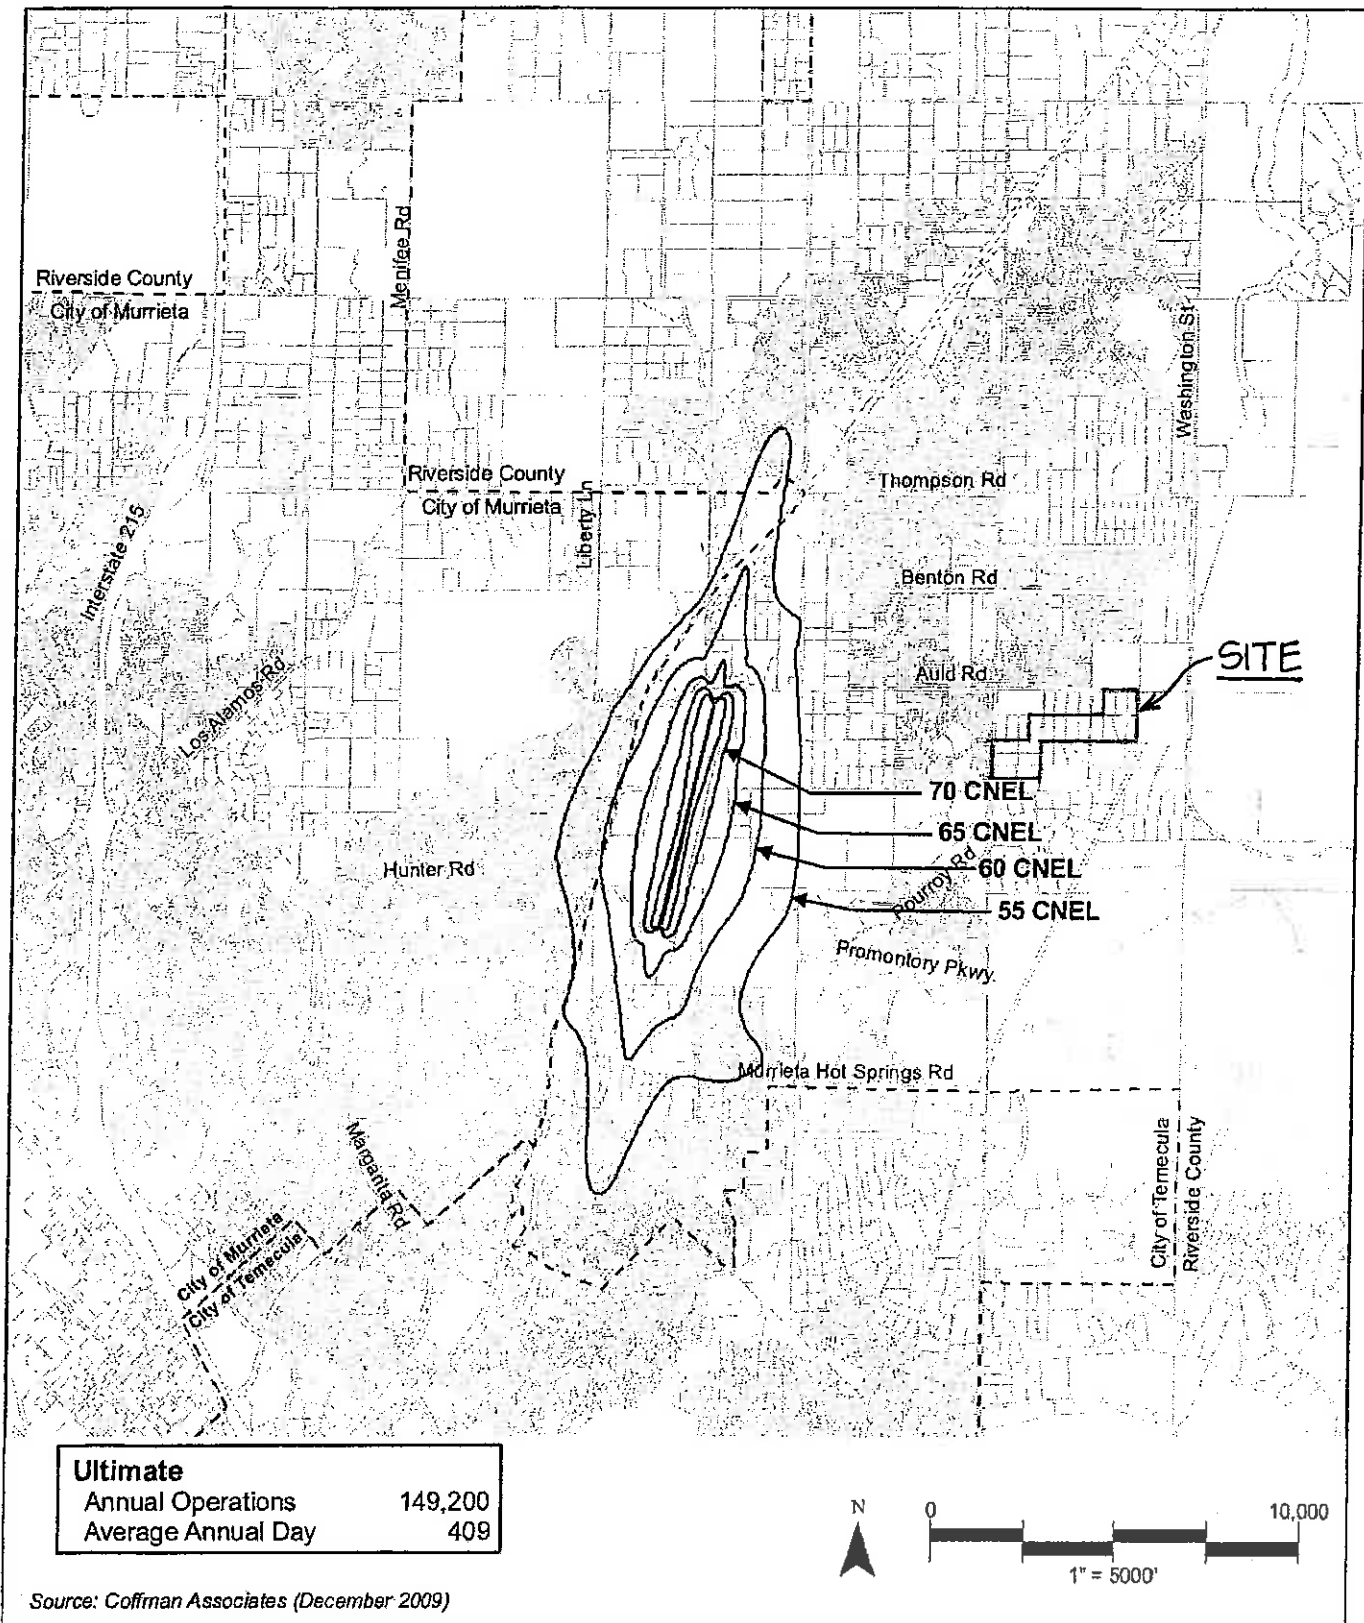 Riverside County
City of Murrieta
Menifee Rd
Washington St
Riverside County
City of Murrieta
Liberty Ln
Thompson Rd
Interstate 215
Benton Rd
Los Alamos Rd
Auld Rd
SITE
70 CNEL
65 CNEL
Hunter Rd
60 CNEL
Pourroy Rd
55 CNEL
Promontory Pkwy.
Murrieta Hot Springs Rd
Margarita Rd
City of Temecula
Riverside County
City of Murrieta
City of Temecula
Ultimate
Annual Operations 149,200
Average Annual Day 409
N
0 10,000
1" = 5000'
Source: Coffman Associates (December 2009)